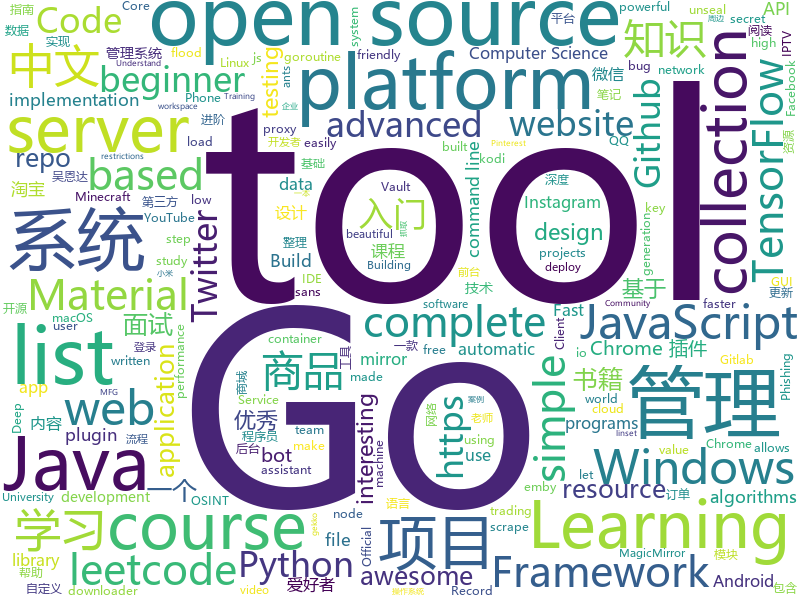 指南 Core Linux js goroutine system powerful unseal API
数据 实现 flood friendly platform 平台 secret 阅读 周边
中文 管理系统 open source 知识 high IPTV
Understand ants Computer Science 微信 bug network Facebook
beginner testing platform 笔记 collection
implementation Phone workspace proxy advanced website Github TensorFlow
server 进阶 Training load 开发者 easily built kodi QQ 资源
repo restrictions 基础 Pinterest
吴恩达 based data Vault command line 深度 key
淘宝 Minecraft 第三方 low 设计 入门 Instagram generation
系统 YouTube Twitter 整理 beautiful 抓取 design projects
step Build 课程 Building 技术 deploy GUI
study IDE tool 前台 基于 更新
Material sans software Community faster
开源 macOS 面试 container complete Fast Client JavaScript
user 登录 一款 mirror free automatic io Chrome 插件 Gitlab
list written performance 商品 工具 made 书籍 cloud Phishing
app Service 商城 Go simple world 管理
Deep web MFG application 优秀 team interesting 网络 案例 https programs linset value Chrome allows
内容 plugin 流程 程序员 make 老师 using Windows let
Java 后台 bot machine use
University 一个 OSINT assistant 语言 emby resource 订单 algorithms
development node trading
学习 course file Official 项目 scrape Learning
library gekko MagicMirror 模块
帮助 leetcode Python awesome Framework Android 包含
自定义 downloader 小米 video 爱好者 操作系统 Record